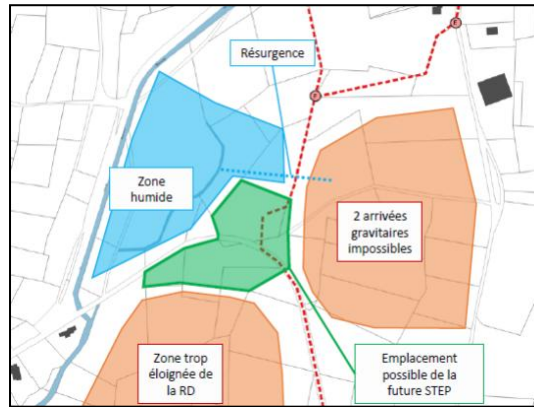 Résurgence
Zone
humide
2 arrivées
gravitaires
impossibles
Zone trop
éloignée de
la RD
Emplacement
possible de la
future STEP